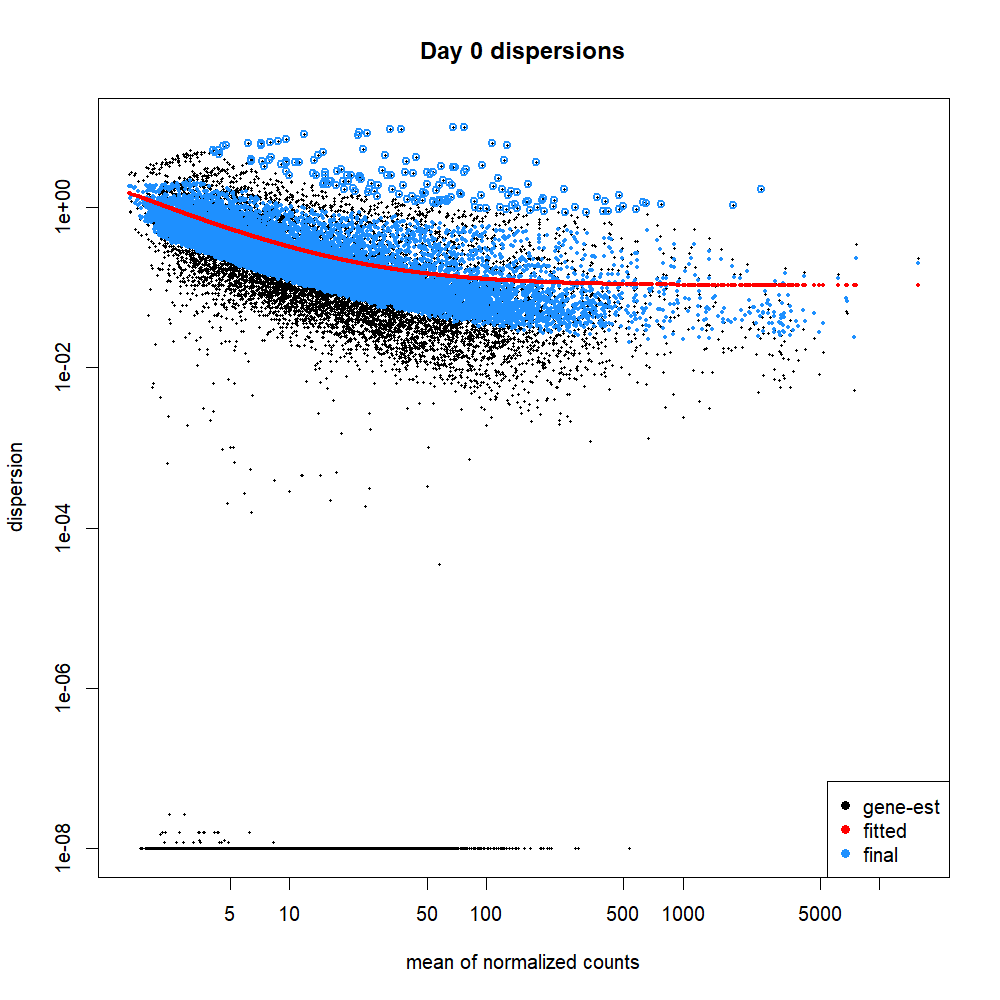 Day 0 dispersions
dispersion
1e+00
1e-02
1e-04
1e-06
1e-08
gene-est
fitted
final
5 10 50 100 500 1000 5000
mean of normalized counts